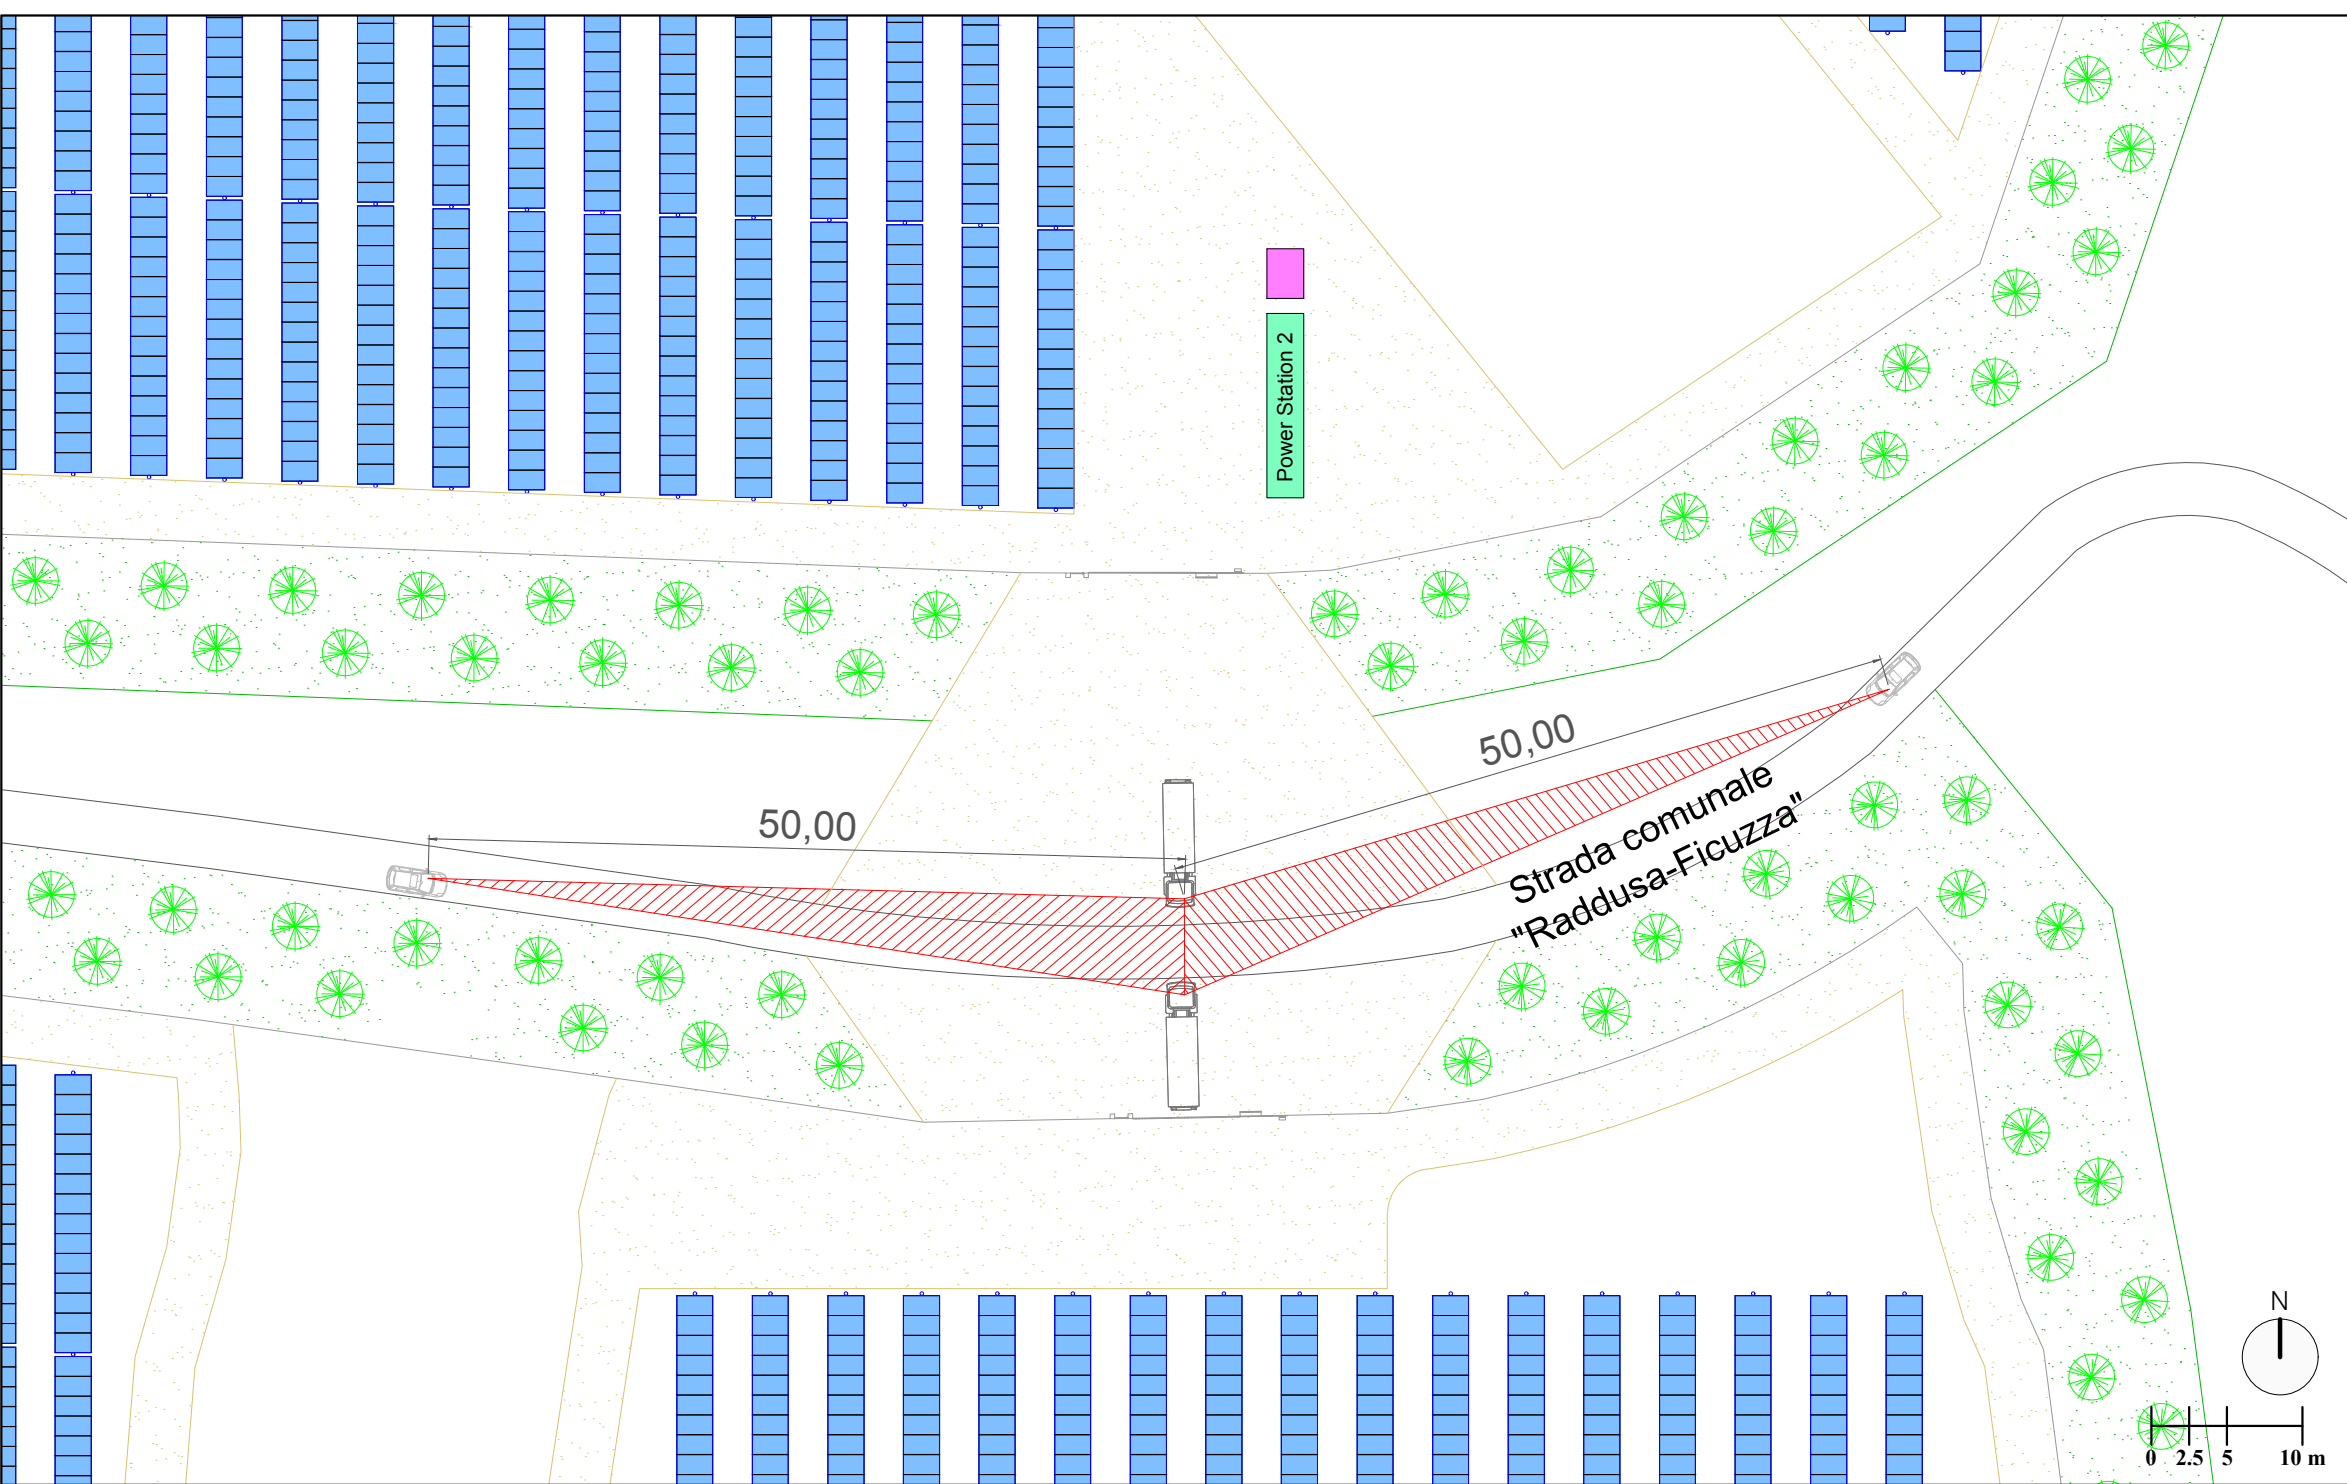 Power Station 2
50,00
50,00
Strada comunale
"Raddusa-Ficuzza"
N
0 2.5 5 10 m